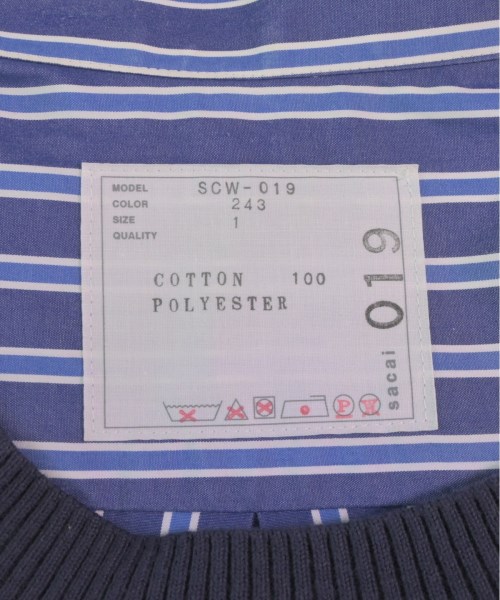 MODEL SCW-019
COLOR 243
SIZE 1
QUALITY
COTTON 100
POLYESTER
P W
sacai 019